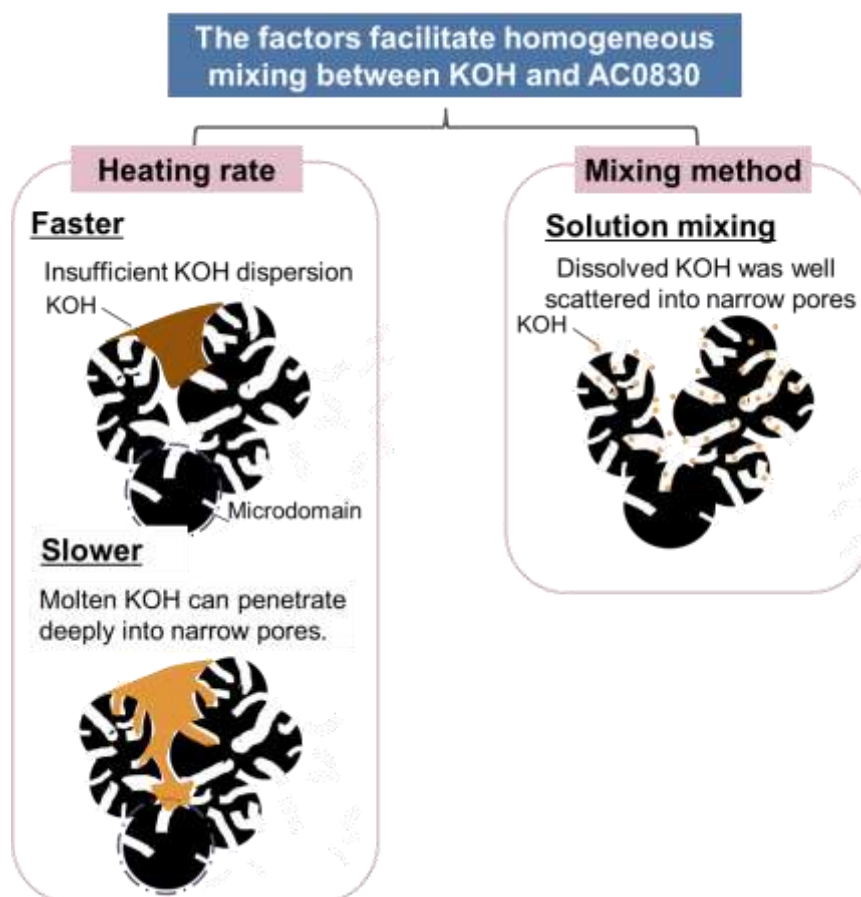 The factors facilitate homogeneous
mixing between KOH and AC0830
Heating rate
Faster
Insufficient KOH dispersion
KOH
Microdomain
Slower
Molten KOH can penetrate
deeply into narrow pores.
Mixing method
Solution mixing
Dissolved KOH was well
scattered into narrow pores
KOH